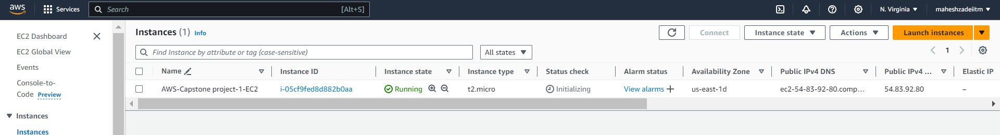 aws Services Search [Alt+S] N. Virginia maheshzadeiitm
EC2 Dashboard
EC2 Global View
Events
Console-to-
Code Preview
Instances
Instances
Instances (1) Info Connect Instance state Actions Launch instances
Find Instance by attribute or tag (case-sensitive) All states 1
Name Instance ID Instance state Instance type Status check Alarm status Availability Zone Public IPv4 DNS Public IPv4 ... Elastic IP
AWS-Capstone project-1-EC2 i-05cf9fed8d882b0aa Running t2.micro Initializing View alarms + us-east-1d ec2-54-83-92-80.comp... 54.83.92.80 –